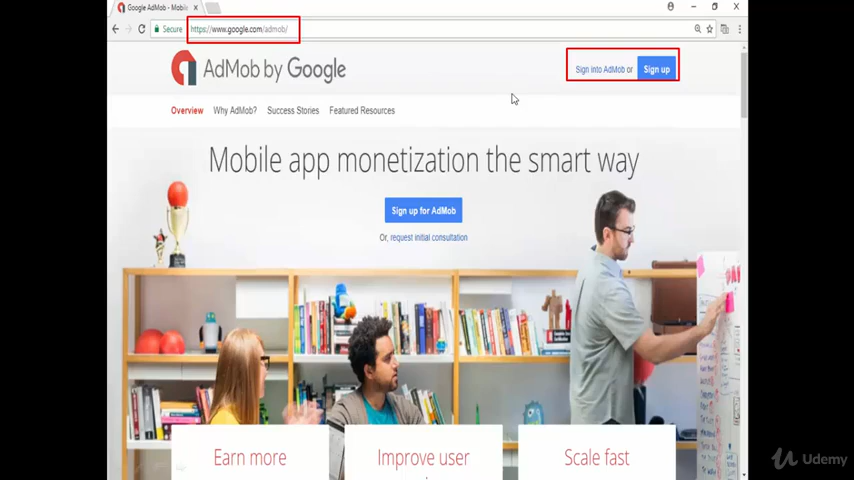 Google AdMob - Mobile
Secure https://www.google.com/admob/
AdMob by Google
Sign into AdMob or Sign up
Overview Why AdMob? Success Stories Featured Resources
Mobile app monetization the smart way
Sign up for AdMob
Or, request initial consultation
Earn more Improve user Scale fast
Udemy